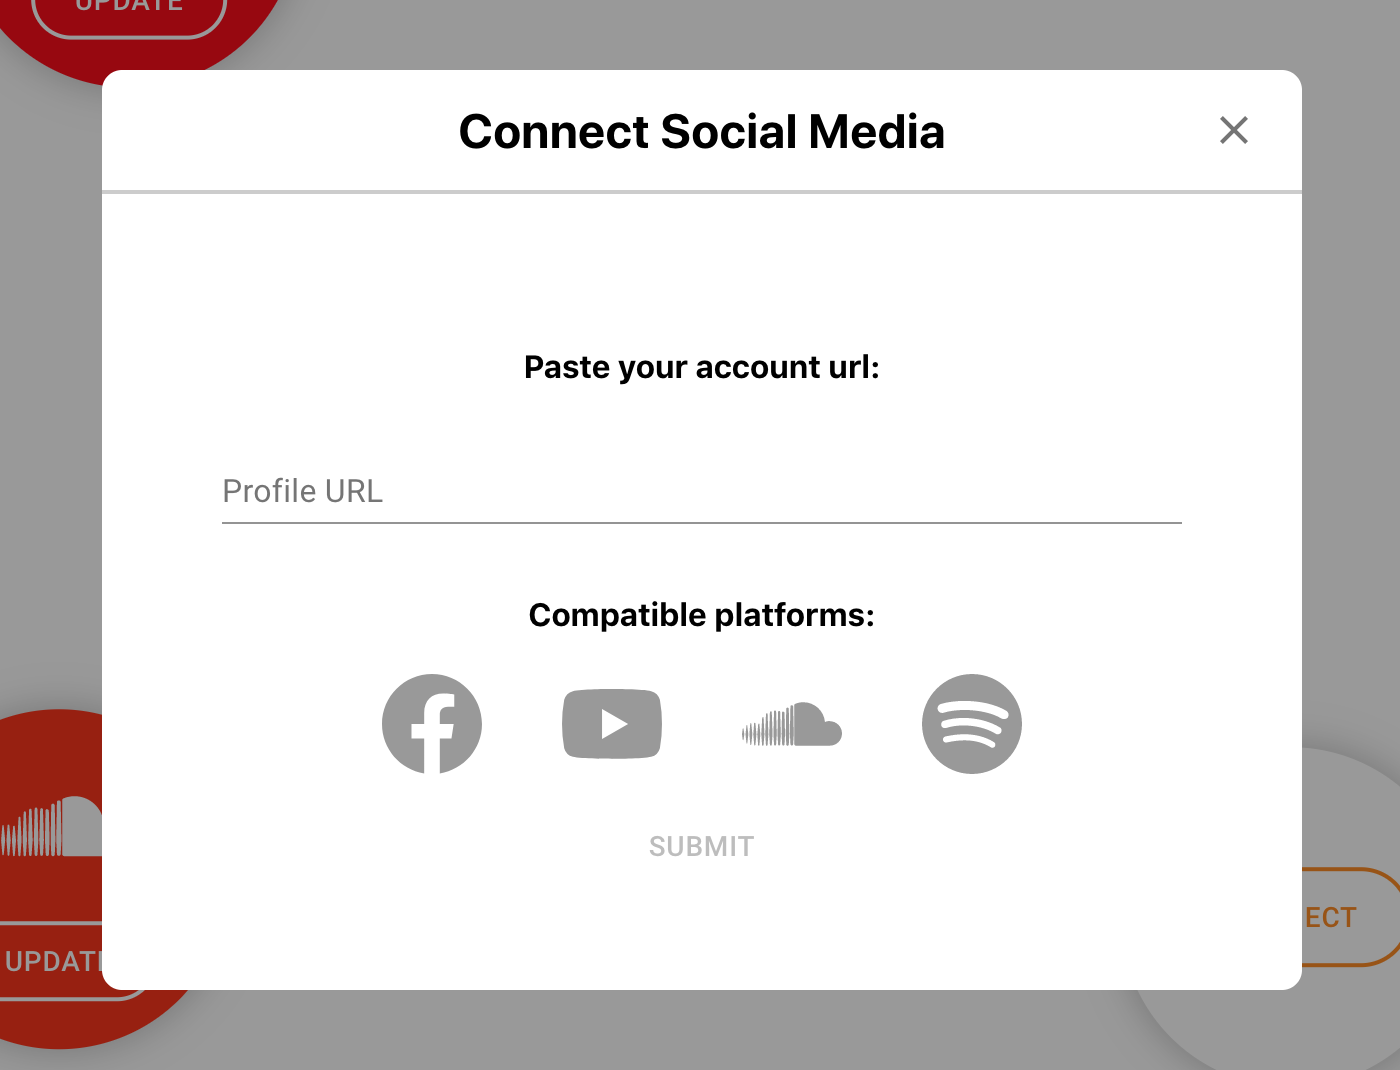 UPDATE
Connect Social Media
Paste your account url:
Profile URL
Compatible platforms:
SUBMIT
ECT
UPDATE